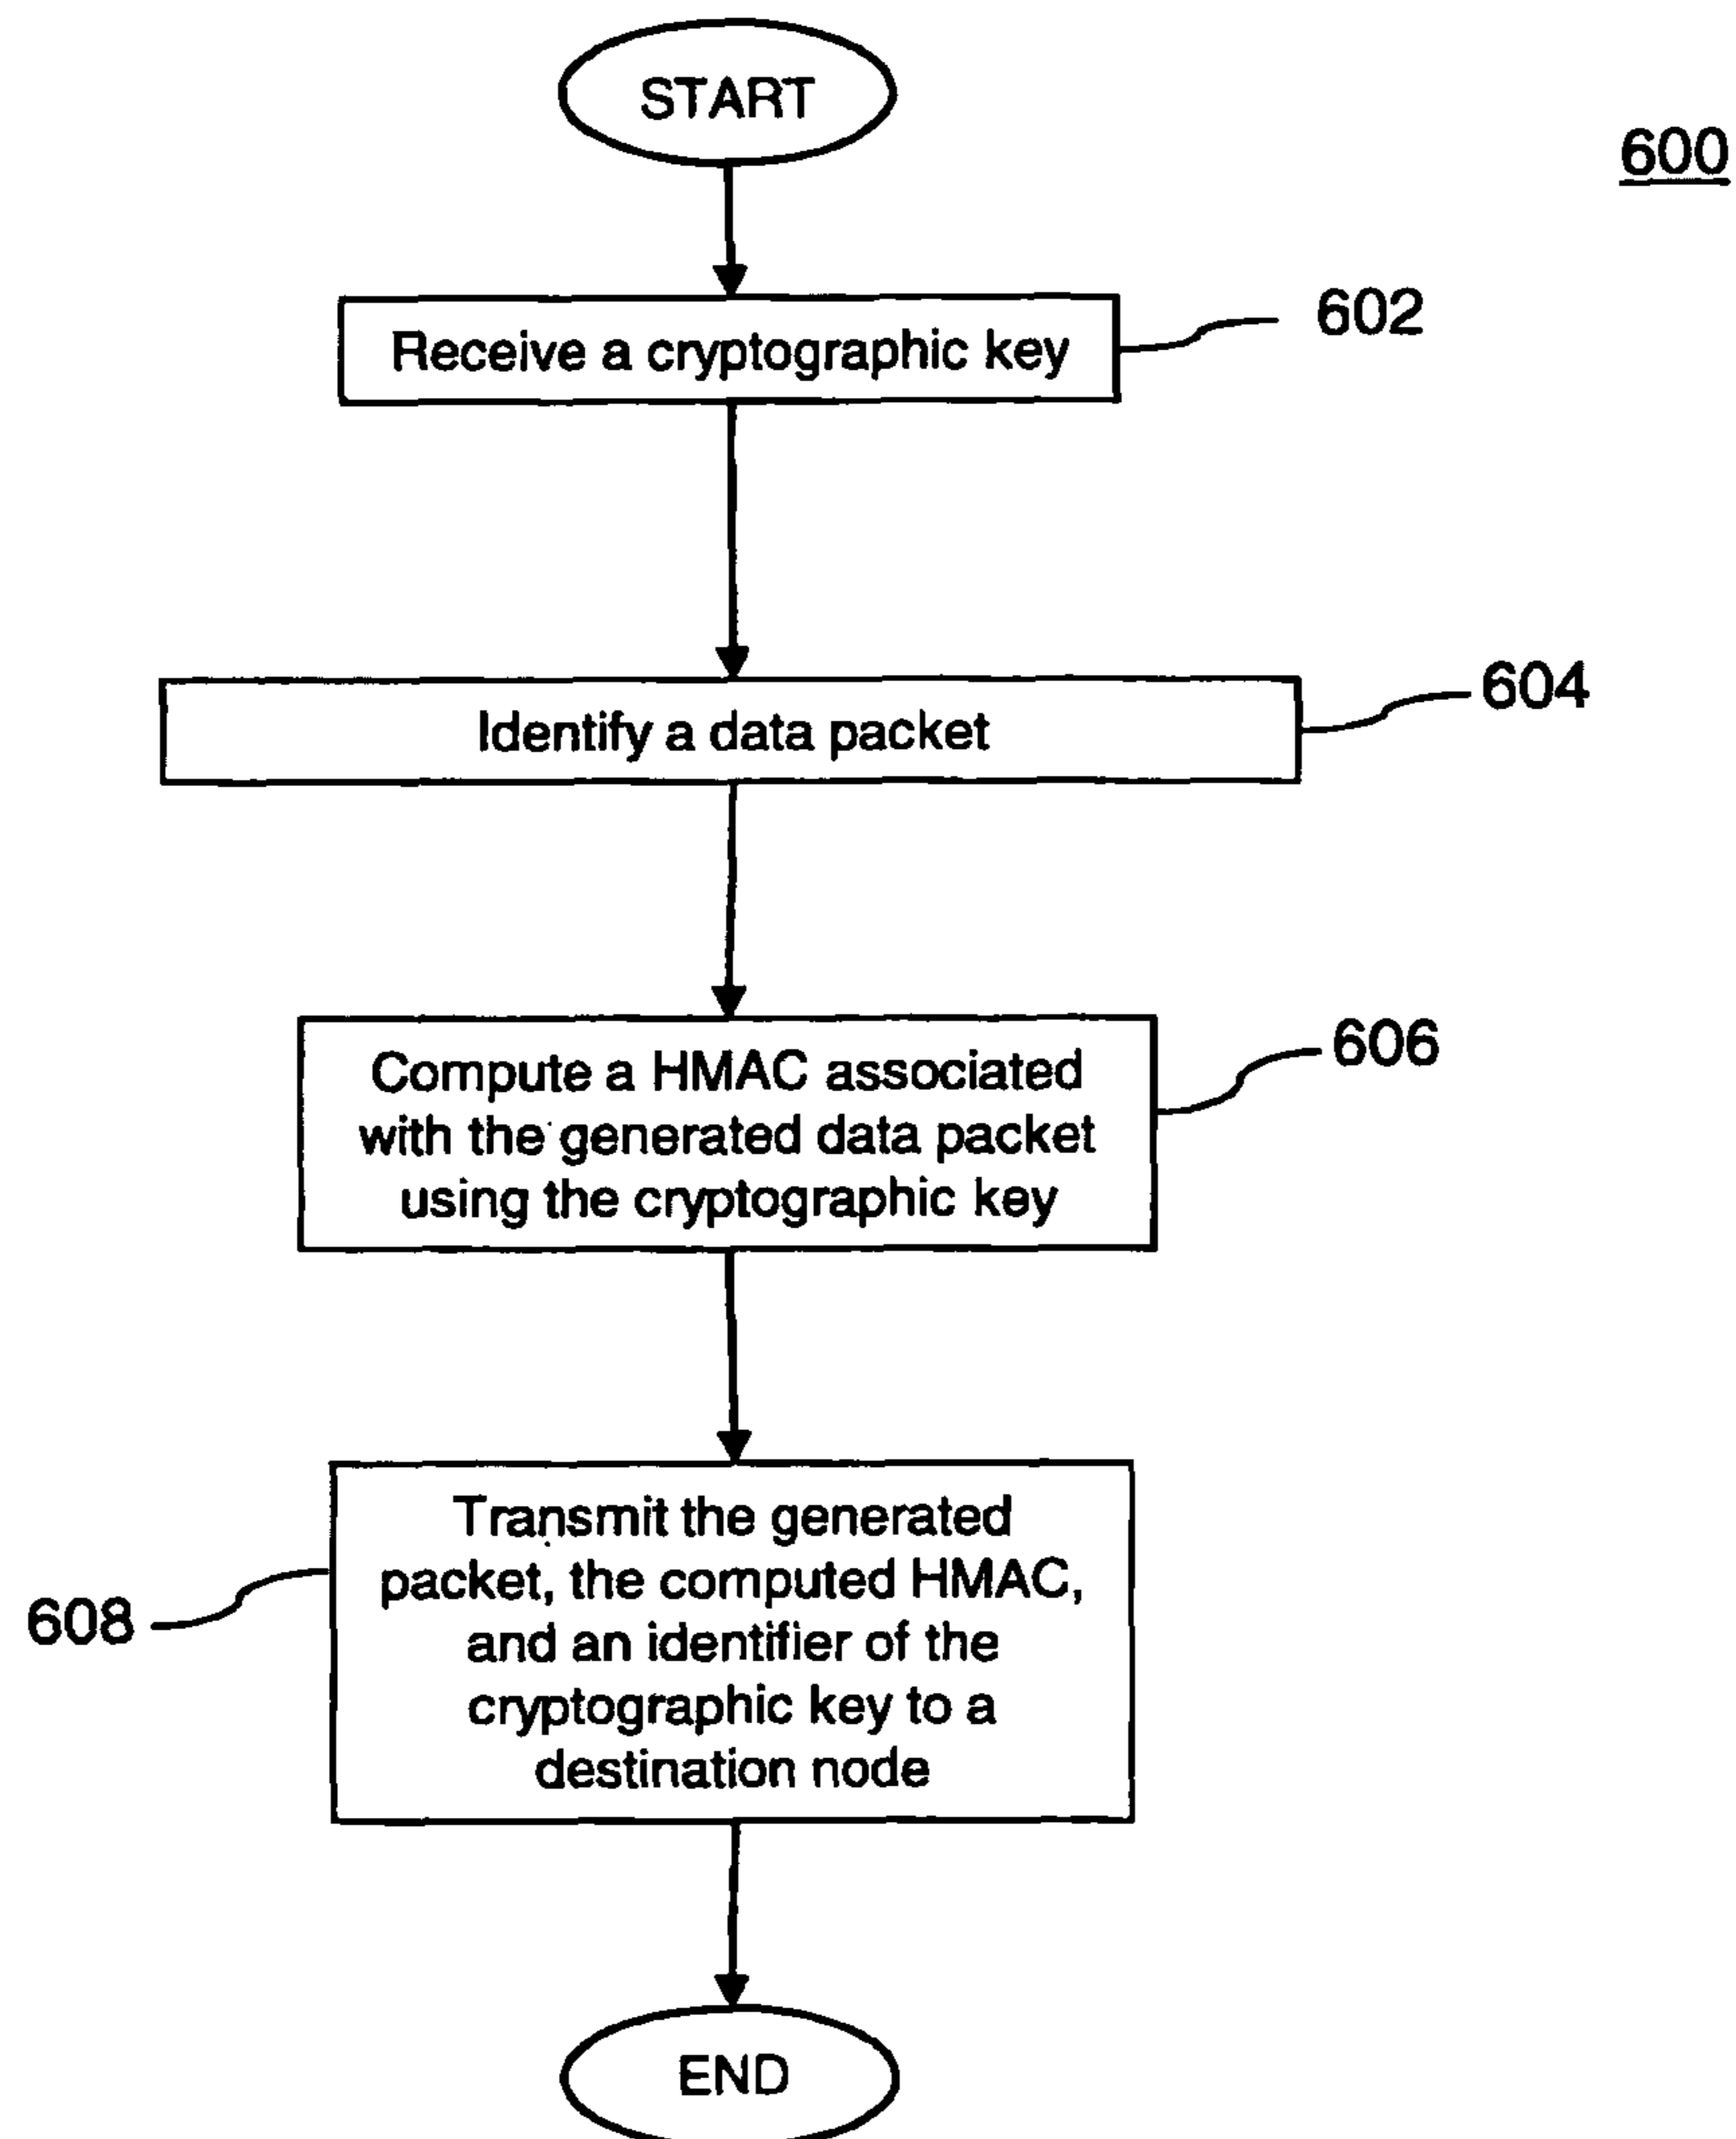 START
600
Receive a cryptographic key
602
Identify a data packet
604
Compute a HMAC associated
with the generated data packet
using the cryptographic key
606
Transmit the generated
packet, the computed HMAC,
and an identifier of the
cryptographic key to a
destination node
608
END